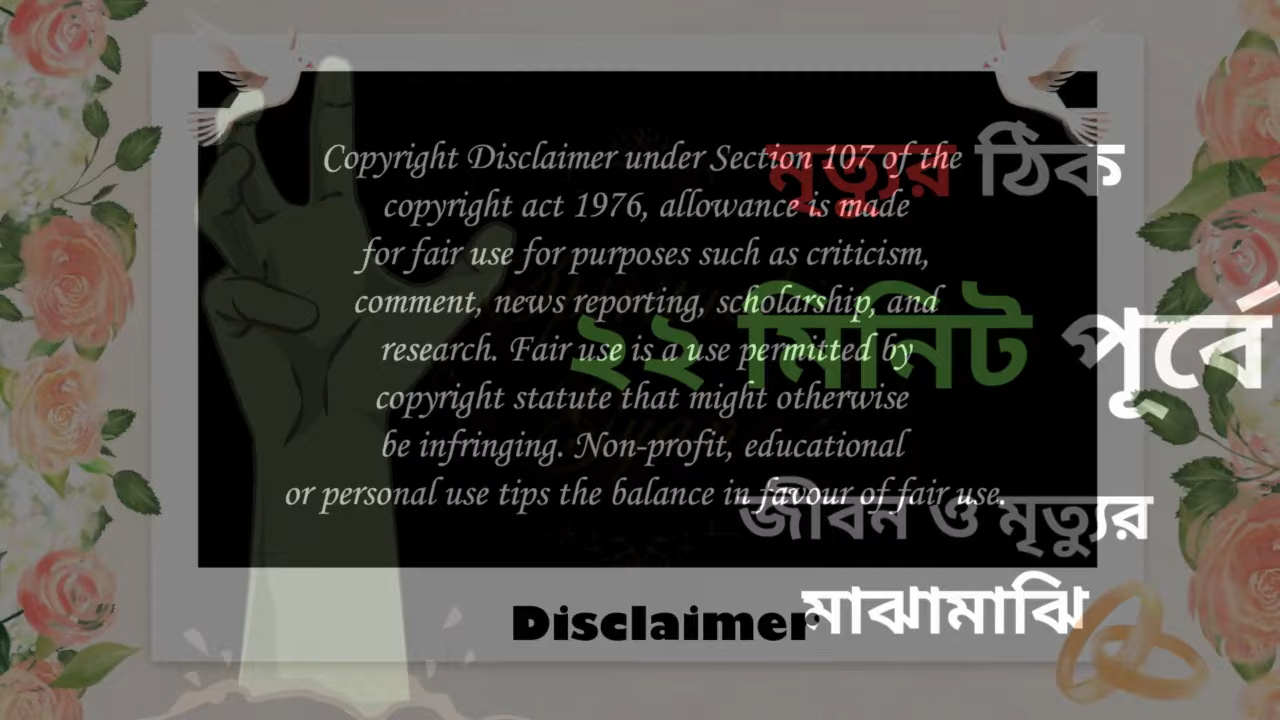 Copyright Disclaimer under Section 107 of the
copyright act 1976, allowance is made
for fair use for purposes such as criticism,
comment, news reporting, scholarship, and
research. Fair use is a use permitted by
copyright statute that might otherwise
be infringing. Non-profit, educational
or personal use tips the balance in favour of fair use.
Disclaimer
মৃত্যুর ঠিক
২২ মিনিট পূর্বে
জীবন ও মৃত্যুর
মাঝামাঝি